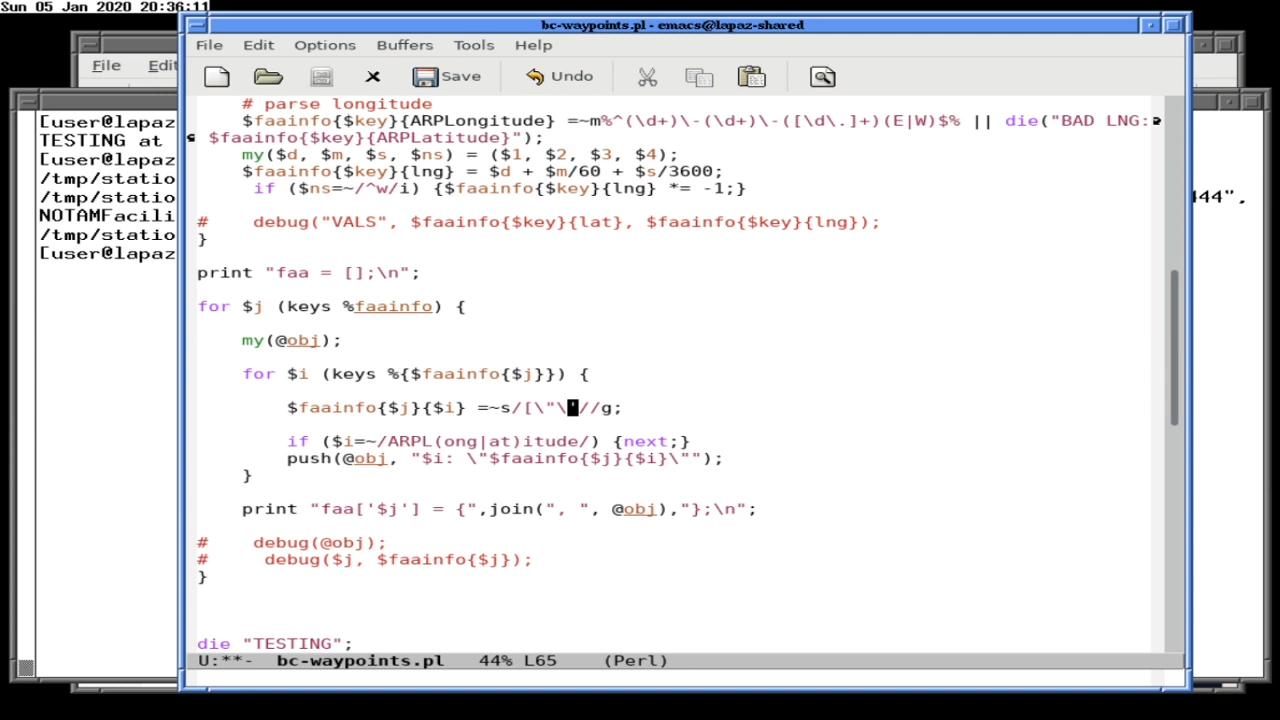 Sun 05 Jan 2020 20:36:11
bc-waypoints.pl - emacs@lapaz-shared
File Edit
File Edit Options Buffers Tools Help
Save Undo
[user@lapaz
TESTING at
[user@lapaz
/tmp/statio
/tmp/statio
NOTAMFacili
/tmp/statio
[user@lapaz
444",
# parse longitude
$faainfo{$key}{ARPLongitude} =~m%^(\d+)\-(\d+)\-([\d\.]+)(E|W)$% || die("BAD LNG:
$faainfo{$key}{ARPLatitude}");
my($d, $m, $s, $ns) = ($1, $2, $3, $4);
$faainfo{$key}{lng} = $d + $m/60 + $s/3600;
if ($ns=~/^w/i) {$faainfo{$key}{lng} *= -1;}
# debug("VALS", $faainfo{$key}{lat}, $faainfo{$key}{lng});
}
print "faa = [];\n";
for $j (keys %faainfo) {
my(@obj);
for $i (keys %{$faainfo{$j}}) {
$faainfo{$j}{$i} =~s/[\"\'//g;
if ($i=~/ARPL(ong|at)itude/) {next;}
push(@obj, "$i: \"$faainfo{$j}{$i}\"");
}
print "faa['$j'] = {",join(", ", @obj),"};\n";
# debug(@obj);
# debug($j, $faainfo{$j});
}
die "TESTING";
U:**- bc-waypoints.pl 44% L65 (Perl)